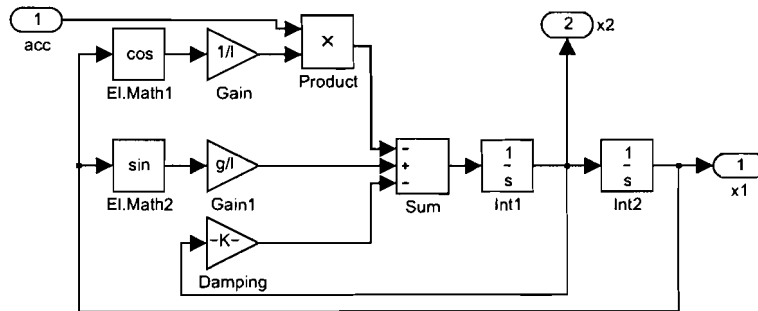 1
acc
cos
El.Math1
1/l
Gain
×
Product
2
x2
sin
El.Math2
g/l
Gain1
-
+
-
Sum
1
s
Int1
1
s
Int2
1
x1
-K-
Damping